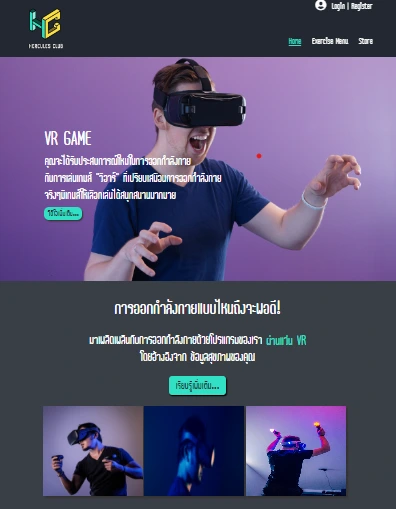 HERCULES CLUB
Login | Register
Home Exercise Menu Store
VR GAME
คุณจะได้รับประสบการณ์ใหม่ในการออกกำลังกาย
กับการเล่นเกมส์ "วีอาร์" ที่เปรียบเสมือนการออกกำลังกาย
จริงๆมีเกมส์ให้เลือกเล่นได้สนุกสนานมากมาย
การออกกำลังกายแบบไหนถึงจะพอดี!
มาเพลิดเพลินกับการออกกำลังกายด้วยโปรแกรมของเรา ผ่านแว่น VR
โดยอ้างอิงจาก ข้อมูลสุขภาพของคุณ
เรียนรู้เพิ่มเติม...